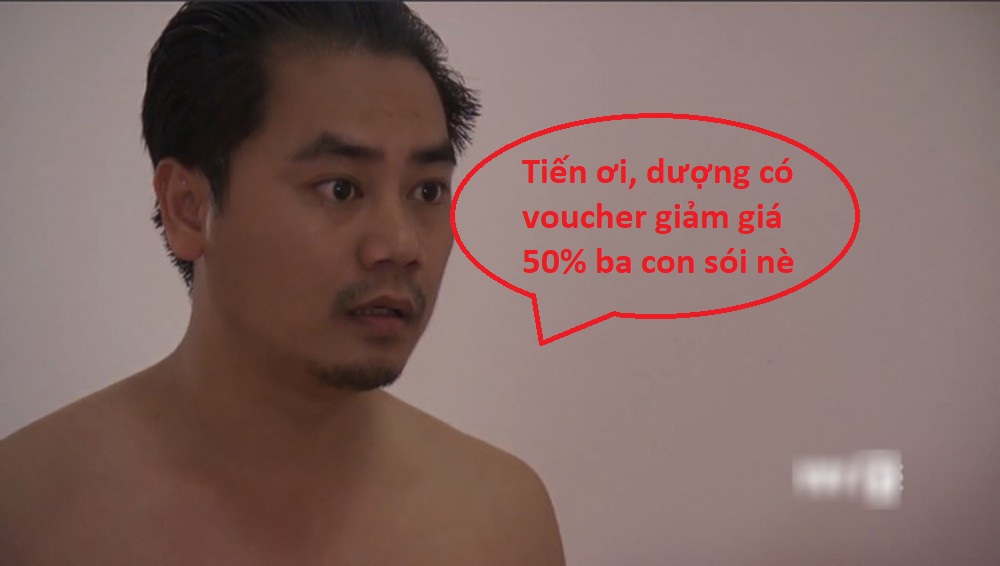 Tiến ơi, dượng có
voucher giảm giá
50% ba con sói nè